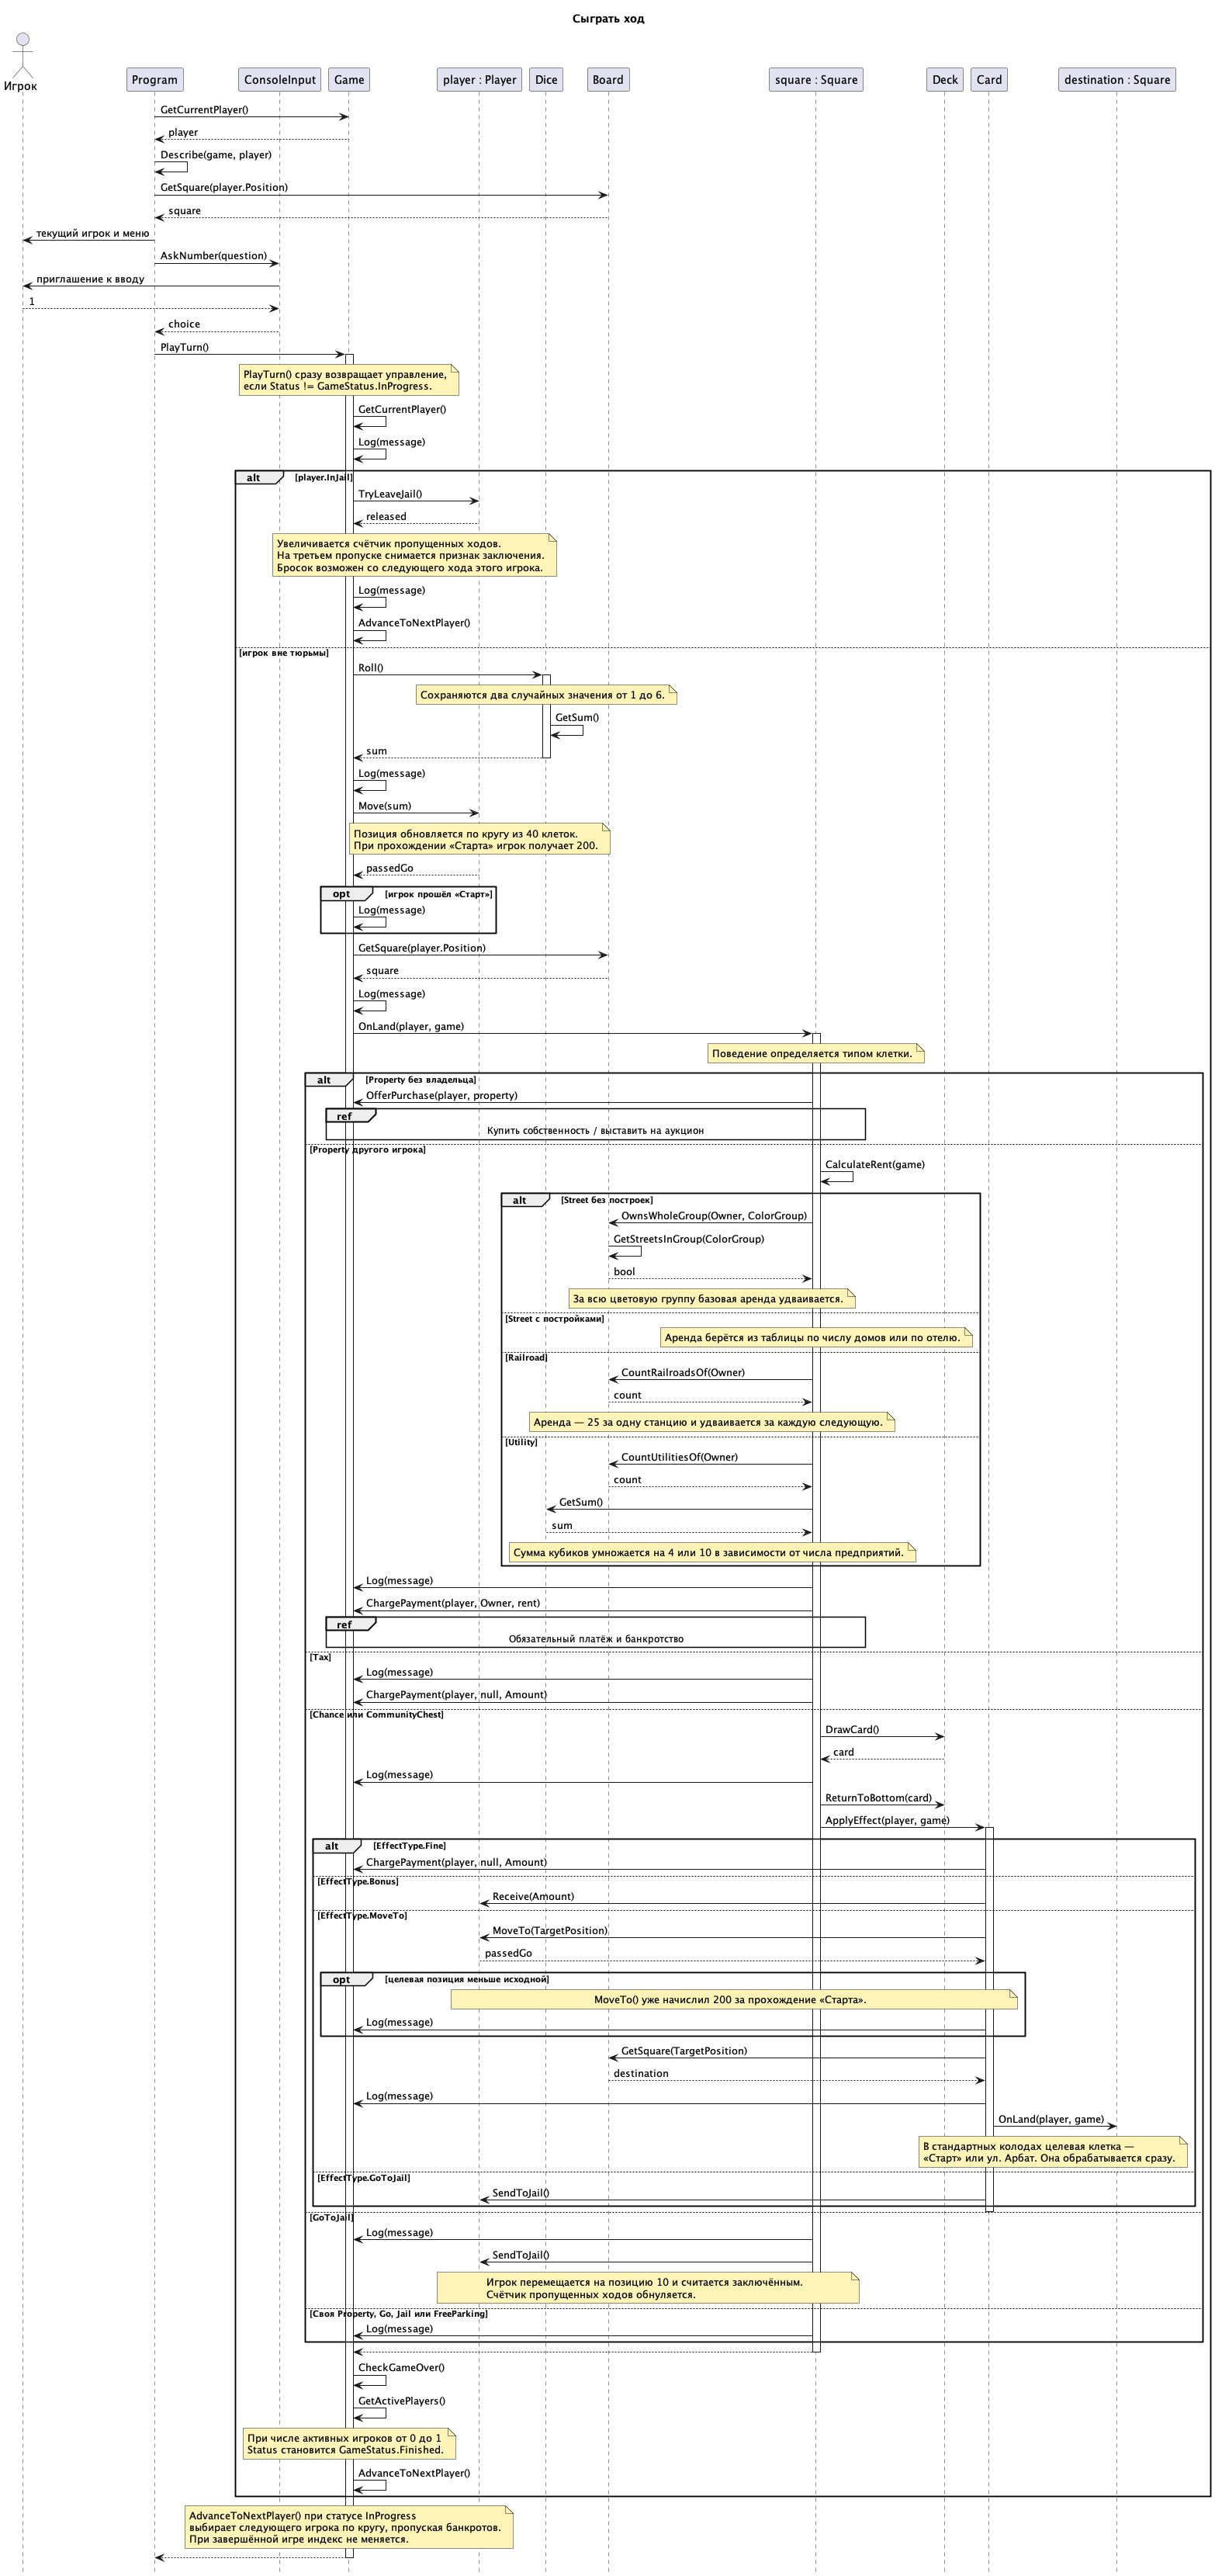 Сыграть ход
Игрок
Program
ConsoleInput
Game
player : Player
Dice
Board
square : Square
Deck
Card
destination : Square
GetCurrentPlayer()
player
Describe(game, player)
GetSquare(player.Position)
square
текущий игрок и меню
AskNumber(question)
приглашение к вводу
1
choice
PlayTurn()
PlayTurn() сразу возвращает управление,
если Status != GameStatus.InProgress.
GetCurrentPlayer()
Log(message)
alt [player.InJail]
TryLeaveJail()
released
Увеличивается счётчик пропущенных ходов.
На третьем пропуске снимается признак заключения.
Бросок возможен со следующего хода этого игрока.
Log(message)
AdvanceToNextPlayer()
[игрок вне тюрьмы]
Roll()
Сохраняются два случайных значения от 1 до 6.
GetSum()
sum
Log(message)
Move(sum)
Позиция обновляется по кругу из 40 клеток.
При прохождении «Старта» игрок получает 200.
passedGo
opt [игрок прошёл «Старт»]
Log(message)
GetSquare(player.Position)
square
Log(message)
OnLand(player, game)
Поведение определяется типом клетки.
alt [Property без владельца]
OfferPurchase(player, property)
ref
Купить собственность / выставить на аукцион
[Property другого игрока]
CalculateRent(game)
alt [Street без построек]
OwnsWholeGroup(Owner, ColorGroup)
GetStreetsInGroup(ColorGroup)
bool
За всю цветовую группу базовая аренда удваивается.
[Street с постройками]
Аренда берётся из таблицы по числу домов или по отелю.
[Railroad]
CountRailroadsOf(Owner)
count
Аренда — 25 за одну станцию и удваивается за каждую следующую.
[Utility]
CountUtilitiesOf(Owner)
count
GetSum()
sum
Сумма кубиков умножается на 4 или 10 в зависимости от числа предприятий.
Log(message)
ChargePayment(player, Owner, rent)
ref
Обязательный платёж и банкротство
[Tax]
Log(message)
ChargePayment(player, null, Amount)
[Chance или CommunityChest]
DrawCard()
card
Log(message)
ReturnToBottom(card)
ApplyEffect(player, game)
alt [EffectType.Fine]
ChargePayment(player, null, Amount)
[EffectType.Bonus]
Receive(Amount)
[EffectType.MoveTo]
MoveTo(TargetPosition)
passedGo
opt [целевая позиция меньше исходной]
MoveTo() уже начислил 200 за прохождение «Старта».
Log(message)
GetSquare(TargetPosition)
destination
Log(message)
OnLand(player, game)
В стандартных колодах целевая клетка —
«Старт» или ул. Арбат. Она обрабатывается сразу.
[EffectType.GoToJail]
SendToJail()
[GoToJail]
Log(message)
SendToJail()
Игрок перемещается на позицию 10 и считается заключённым.
Счётчик пропущенных ходов обнуляется.
[Своя Property, Go, Jail или FreeParking]
Log(message)
CheckGameOver()
GetActivePlayers()
При числе активных игроков от 0 до 1
Status становится GameStatus.Finished.
AdvanceToNextPlayer()
AdvanceToNextPlayer() при статусе InProgress
выбирает следующего игрока по кругу, пропуская банкротов.
При завершённой игре индекс не меняется.